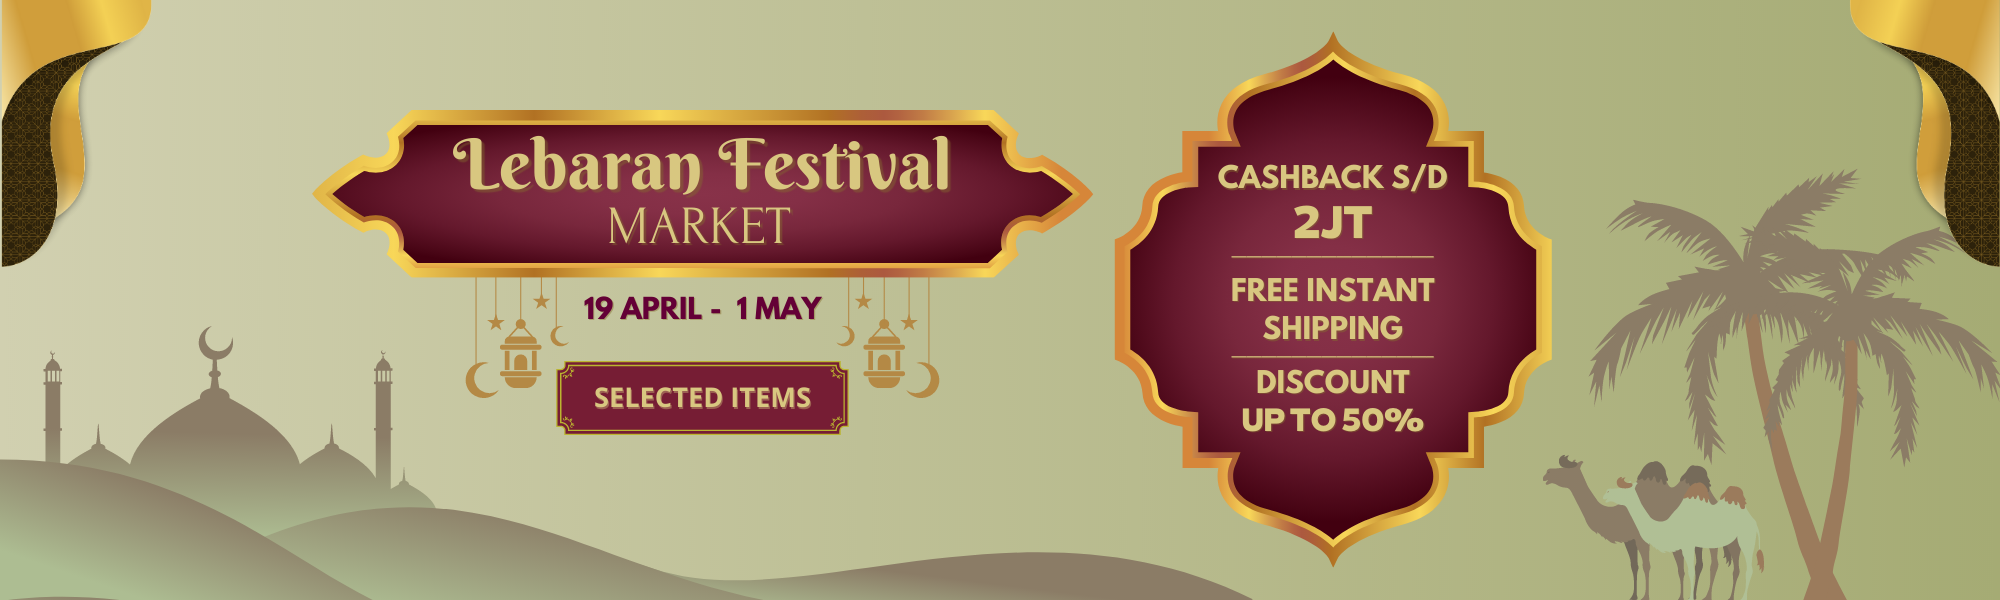 Lebaran Festival
MARKET
19 APRIL - 1 MAY
SELECTED ITEMS
CASHBACK S/D
2JT
FREE INSTANT
SHIPPING
DISCOUNT
UP TO 50%